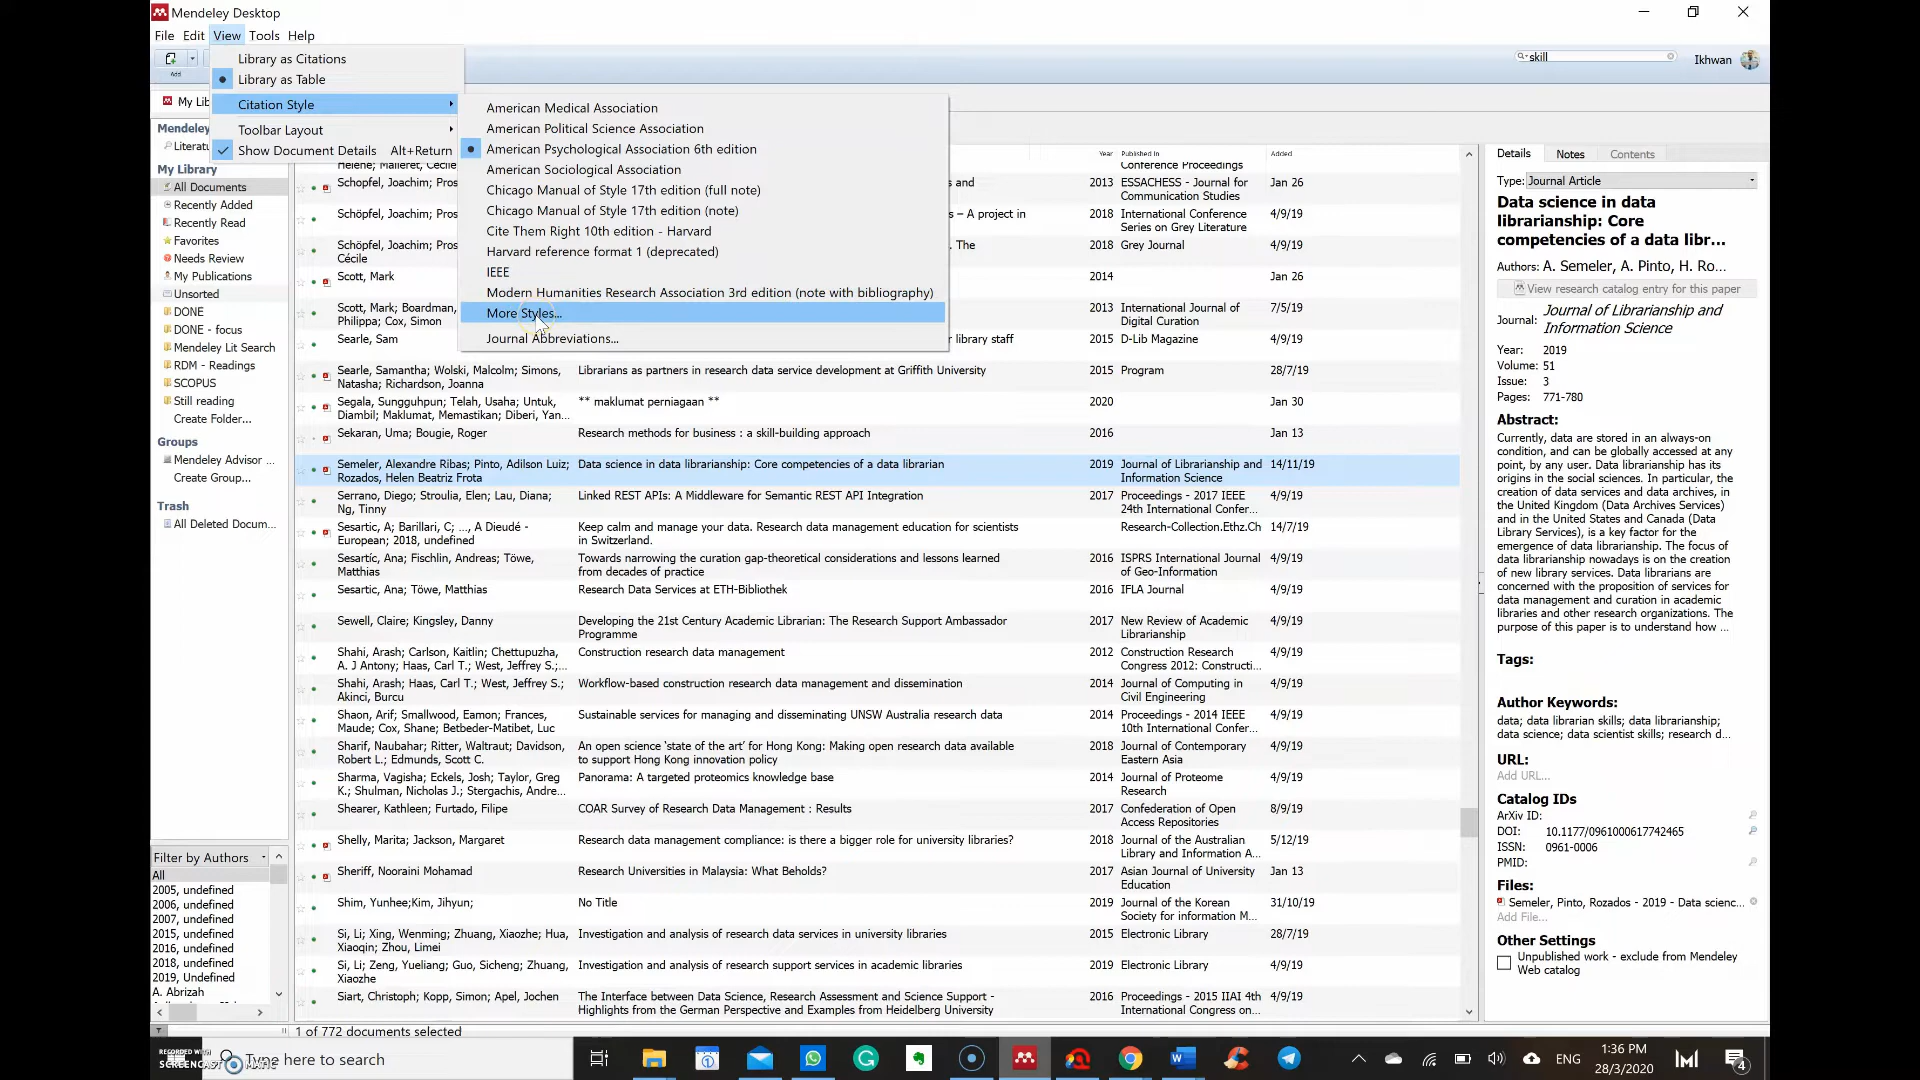 Mendeley Desktop
File Edit View Tools Help
Add
skill
Ikhwan
Library as Citations
Library as Table
Citation Style
Toolbar Layout
Show Document Details Alt+Return
American Medical Association
American Political Science Association
American Psychological Association 6th edition
American Sociological Association
Chicago Manual of Style 17th edition (full note)
Chicago Manual of Style 17th edition (note)
Cite Them Right 10th edition - Harvard
Harvard reference format 1 (deprecated)
IEEE
Modern Humanities Research Association 3rd edition (note with bibliography)
More Styles...
Journal Abbreviations...
My Lib
Mendeley
Literatu
My Library
All Documents
Recently Added
Recently Read
Favorites
Needs Review
My Publications
Unsorted
DONE
DONE - focus
Mendeley Lit Search
RDM - Readings
SCOPUS
Still reading
Create Folder...
Groups
Mendeley Advisor ...
Create Group...
Trash
All Deleted Docum...
Filter by Authors
All
2005, undefined
2006, undefined
2007, undefined
2015, undefined
2016, undefined
2018, undefined
2019, Undefined
A. Abrizah
Year Published In Added
Helene; Malleret, Cécile
Conference Proceedings
Schopfel, Joachim; Pros and 2013 ESSACHESS - Journal for Jan 26
Communication Studies
Schöpfel, Joachim; Pros s – A project in 2018 International Conference 4/9/19
Series on Grey Literature
Schöpfel, Joachim; Pros . The 2018 Grey Journal 4/9/19
Cécile
Scott, Mark 2014 Jan 26
Scott, Mark; Boardman, 2013 International Journal of 7/5/19
Philippa; Cox, Simon Digital Curation
Searle, Sam r library staff 2015 D-Lib Magazine 4/9/19
Searle, Samantha; Wolski, Malcolm; Simons, Librarians as partners in research data service development at Griffith University 2015 Program 28/7/19
Natasha; Richardson, Joanna
Segala, Sungguhpun; Telah, Usaha; Untuk, ** maklumat perniagaan ** 2020 Jan 30
Diambil; Maklumat, Memastikan; Diberi, Yan...
Sekaran, Uma; Bougie, Roger Research methods for business : a skill-building approach 2016 Jan 13
Semeler, Alexandre Ribas; Pinto, Adilson Luiz; Data science in data librarianship: Core competencies of a data librarian 2019 Journal of Librarianship and 14/11/19
Rozados, Helen Beatriz Frota Information Science
Serrano, Diego; Stroulia, Elen; Lau, Diana; Linked REST APIs: A Middleware for Semantic REST API Integration 2017 Proceedings - 2017 IEEE 4/9/19
Ng, Tinny 24th International Confer...
Sesartic, A; Barillari, C; ..., A Dieudé - Keep calm and manage your data. Research data management education for scientists Research-Collection.Ethz.Ch 14/7/19
European; 2018, undefined in Switzerland.
Sesartíc, Ana; Fischlin, Andreas; Töwe, Towards narrowing the curation gap-theoretical considerations and lessons learned 2016 ISPRS International Journal 4/9/19
Matthias from decades of practice of Geo-Information
Sesartic, Ana; Töwe, Matthias Research Data Services at ETH-Bibliothek 2016 IFLA Journal 4/9/19
Sewell, Claire; Kingsley, Danny Developing the 21st Century Academic Librarian: The Research Support Ambassador 2017 New Review of Academic 4/9/19
Programme Librarianship
Shahi, Arash; Carlson, Kaitlin; Chettupuzha, Construction research data management 2012 Construction Research 4/9/19
A. J Antony; Haas, Carl T.; West, Jeffrey S.;... Congress 2012: Constructi...
Shahi, Arash; Haas, Carl T.; West, Jeffrey S.; Workflow-based construction research data management and dissemination 2014 Journal of Computing in 4/9/19
Akinci, Burcu Civil Engineering
Shaon, Arif; Smallwood, Eamon; Frances, Sustainable services for managing and disseminating UNSW Australia research data 2014 Proceedings - 2014 IEEE 4/9/19
Maude; Cox, Shane; Betbeder-Matibet, Luc 10th International Confer...
Sharif, Naubahar; Ritter, Waltraut; Davidson, An open science ‘state of the art’ for Hong Kong: Making open research data available 2018 Journal of Contemporary 4/9/19
Robert L.; Edmunds, Scott C. to support Hong Kong innovation policy Eastern Asia
Sharma, Vagisha; Eckels, Josh; Taylor, Greg Panorama: A targeted proteomics knowledge base 2014 Journal of Proteome 4/9/19
K.; Shulman, Nicholas J.; Stergachis, Andre... Research
Shearer, Kathleen; Furtado, Filipe COAR Survey of Research Data Management : Results 2017 Confederation of Open 8/9/19
Access Repositories
Shelly, Marita; Jackson, Margaret Research data management compliance: is there a bigger role for university libraries? 2018 Journal of the Australian 5/12/19
Library and Information A...
Sheriff, Nooraini Mohamad Research Universities in Malaysia: What Beholds? Asian Journal of University Jan 13
Education
Shim, Yunhee;Kim, Jihyun; No Title 2019 Journal of the Korean 31/10/19
Society for information M...
Si, Li; Xing, Wenming; Zhuang, Xiaozhe; Hua, Investigation and analysis of research data services in university libraries 2015 Electronic Library 28/7/19
Xiaoqin; Zhou, Limei
Si, Li; Zeng, Yueliang; Guo, Sicheng; Zhuang, Investigation and analysis of research support services in academic libraries 2019 Electronic Library 4/9/19
Xiaozhe
Siart, Christoph; Kopp, Simon; Apel, Jochen The Interface between Data Science, Research Assessment and Science Support - 2016 Proceedings - 2015 IIAI 4th 4/9/19
Highlights from the German Perspective and Examples from Heidelberg University International Congress on...
1 of 772 documents selected
Details Notes Contents
Type: Journal Article
Data science in data
librarianship: Core
competencies of a data libr...
Authors: A. Semeler, A. Pinto, H. Ro...
View research catalog entry for this paper
Journal: Journal of Librarianship and
Information Science
Year: 2019
Volume: 51
Issue: 3
Pages: 771-780
Abstract:
Currently, data are stored in an always-on
condition, and can be globally accessed at any
point, by any user. Data librarianship has its
origins in the social sciences. In particular, the
creation of data services and data archives, in
the United Kingdom (Data Archives Services)
and in the United States and Canada (Data
Library Services), is a key factor for the
emergence of data librarianship. The focus of
data librarianship nowadays is on the creation
of new library services. Data librarians are
concerned with the proposition of services for
data management and curation in academic
libraries and other research organizations. The
purpose of this paper is to understand how ...
Tags:
Author Keywords:
data; data librarian skills; data librarianship;
data science; data scientist skills; research d...
URL:
Add URL...
Catalog IDs
ArXiv ID:
DOI: 10.1177/0961000617742465
ISSN: 0961-0006
PMID:
Files:
Semeler, Pinto, Rozados - 2019 - Data scienc...
Add File...
Other Settings
Unpublished work - exclude from Mendeley
Web catalog
RECORDED WITH
SCREENCAST MATIC
Type here to search
ENG
1:36 PM
28/3/2020
4